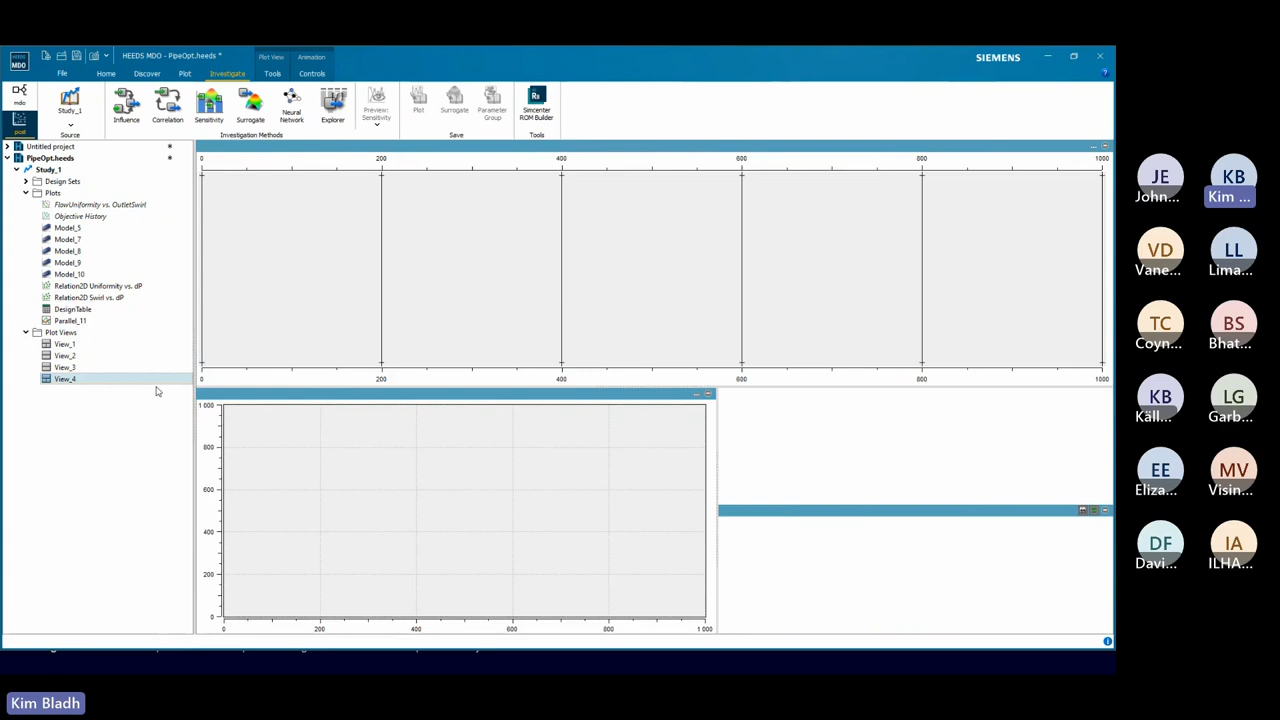 HEEDS MDO
HEEDS MDO - PipeOpt.heeds *
Plot View
Animation
SIEMENS
File
Home
Discover
Plot
Investigate
Tools
Controls
mdo
post
Study_1
Source
Influence
Correlation
Sensitivity
Surrogate
Neural Network
Explorer
Investigation Methods
Preview: Sensitivity
Plot
Surrogate
Parameter Group
Save
Simcenter ROM Builder
Tools
Untitled project *
PipeOpt.heeds *
Study_1
Design Sets
Plots
FlowUniformity vs. OutletSwirl
Objective History
Model_5
Model_7
Model_8
Model_9
Model_10
Relation2D Uniformity vs. dP
Relation2D Swirl vs. dP
DesignTable
Parallel_11
Plot Views
View_1
View_2
View_3
View_4
0 200 400 600 800 1000
0 200 400 600 800 1000
1 000
800
600
400
200
0
0 200 400 600 800 1 000
JE
John...
KB
Kim ...
VD
Vane...
LL
Lima...
TC
Coyn...
BS
Bhat...
KB
Käll...
LG
Garb...
EE
Eliza...
MV
Visin...
DF
Davi...
IA
ILHA...
Kim Bladh